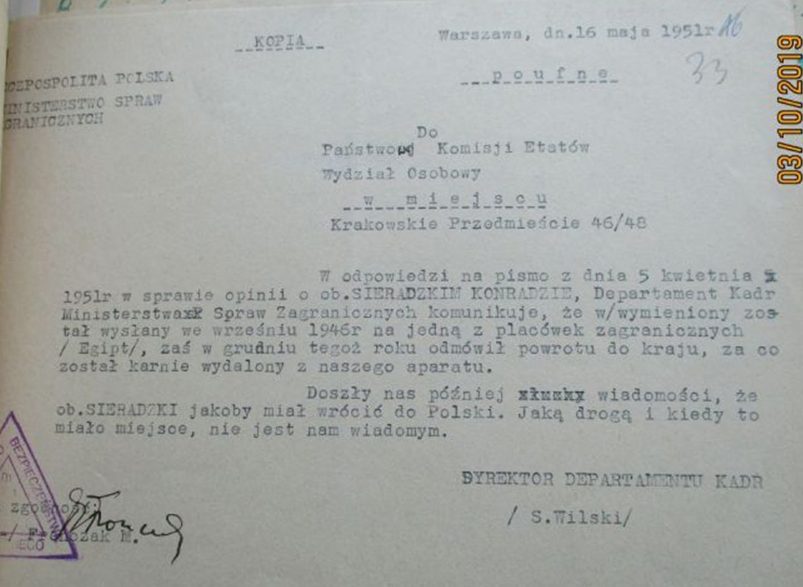 KOPIA
Warszawa, dn.16 maja 1951r 16
33
poufne
RZECZPOSPOLITA POLSKA
MINISTERSTWO SPRAW
ZAGRANICZNYCH
Do
Państwowej Komisji Etatów
Wydział Osobowy
w miejscu
Krakowskie Przedmieście 46/48
W odpowiedzi na pismo z dnia 5 kwietnia
1951r w sprawie opinii o ob.SIERADZKIM KONRADZIE, Departament Kadr
Ministerstwa Spraw Zagranicznych komunikuje, że w/wymieniony zos-
tał wysłany we wrześniu 1946r na jedną z placówek zagranicznych
/ Egipt/, zaś w grudniu tegoż roku odmówił powrotu do kraju, za co
został karnie wydalony z naszego aparatu.
Doszły nas później wiadomości, że
ob.SIERADZKI jakoby miał wrócić do Polski. Jaką drogą i kiedy to
miało miejsce, nie jest nam wiadomym.
DYREKTOR DEPARTAMENTU KADR
/ S.Wilski/
zgodność:
BEZPIECZEŃSTWA
03/10/2019